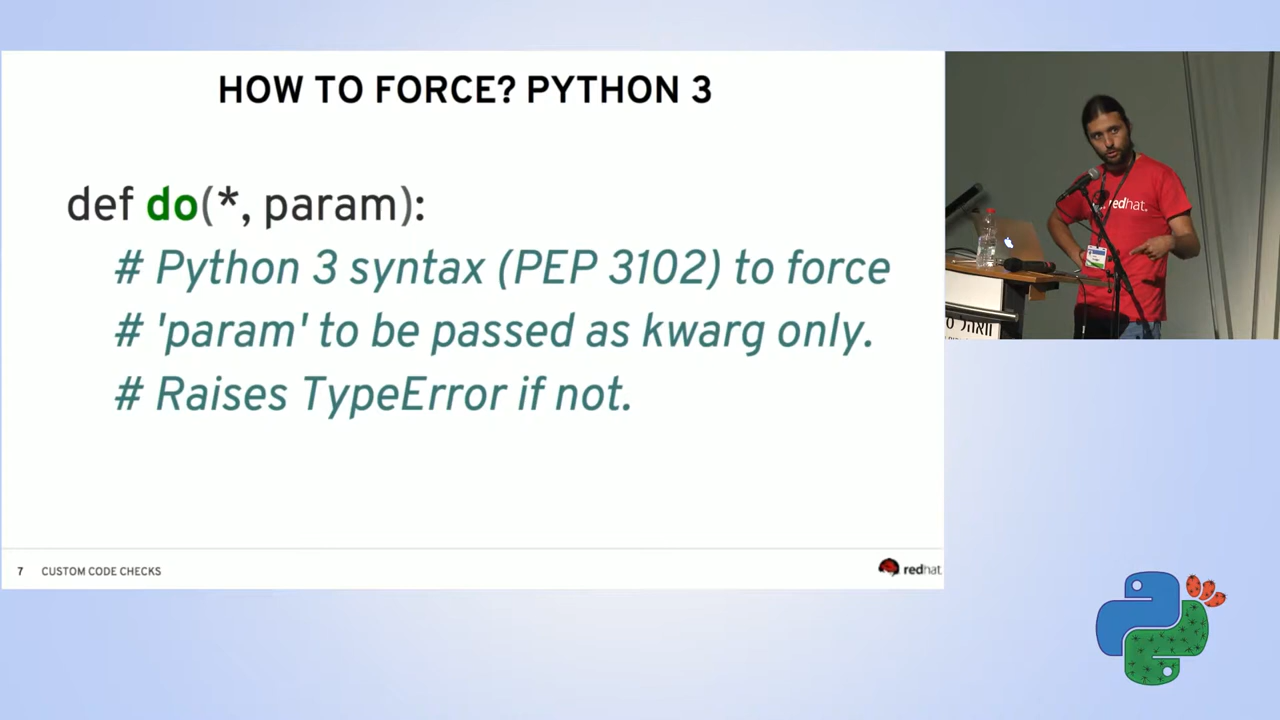 HOW TO FORCE? PYTHON 3
def do(*, param):
# Python 3 syntax (PEP 3102) to force
# 'param' to be passed as kwarg only.
# Raises TypeError if not.
7 CUSTOM CODE CHECKS
redhat
redhat.